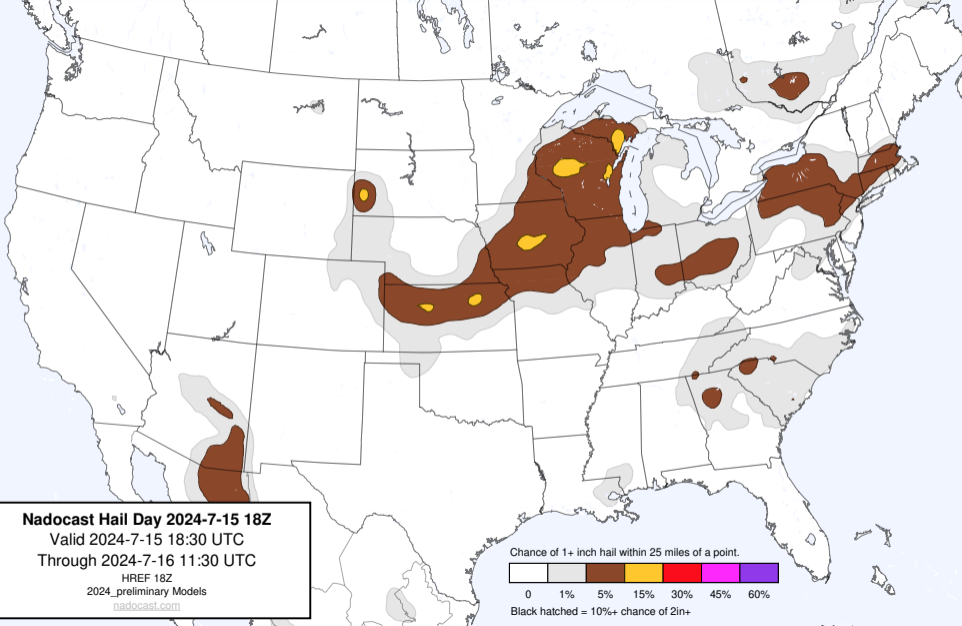 Nadocast Hail Day 2024-7-15 18Z
Valid 2024-7-15 18:30 UTC
Through 2024-7-16 11:30 UTC
HREF 18Z
2024_preliminary Models
nadocast.com
Chance of 1+ inch hail within 25 miles of a point.
0 1% 5% 15% 30% 45% 60%
Black hatched = 10%+ chance of 2in+